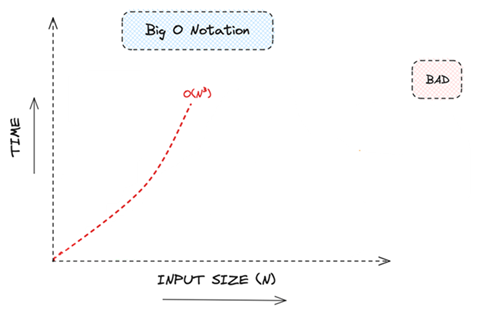 Big O Notation
BAD
O(N³)
TIME
INPUT SIZE (N)